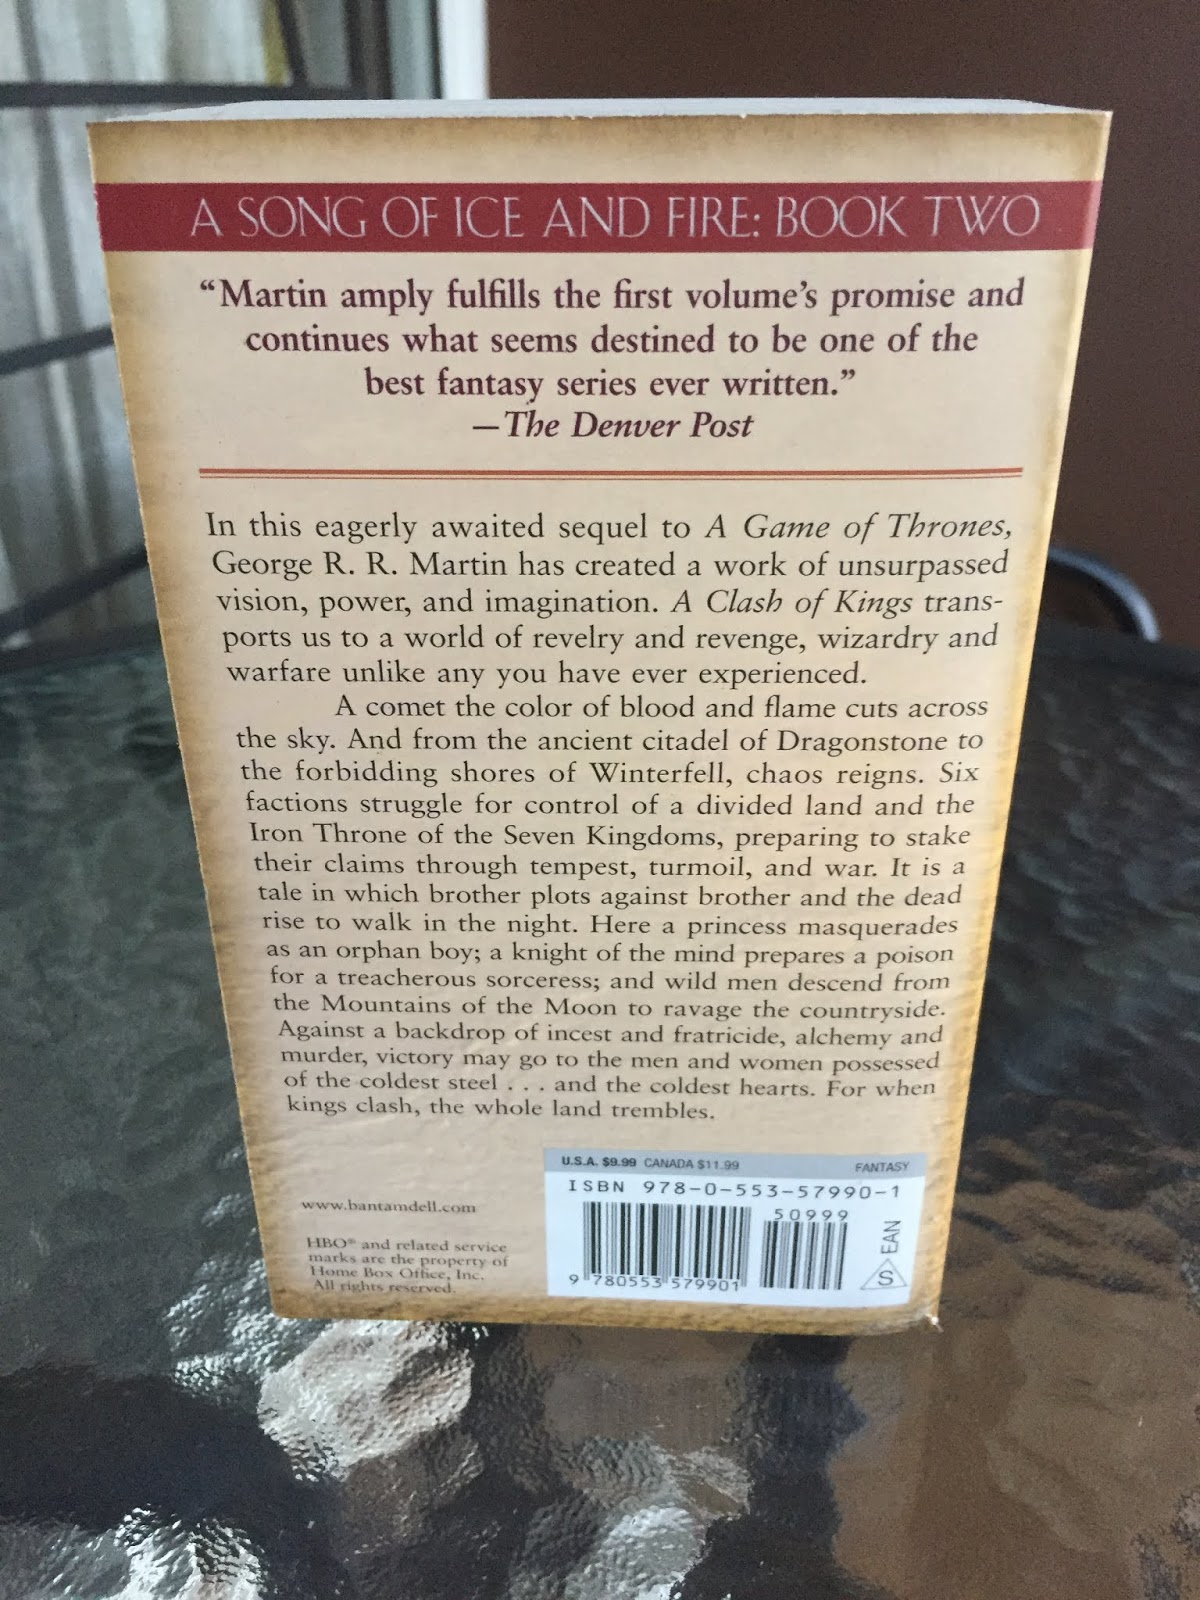 A SONG OF ICE AND FIRE: BOOK TWO
“Martin amply fulfills the first volume’s promise and
continues what seems destined to be one of the
best fantasy series ever written.”
—The Denver Post
In this eagerly awaited sequel to A Game of Thrones,
George R. R. Martin has created a work of unsurpassed
vision, power, and imagination. A Clash of Kings trans-
ports us to a world of revelry and revenge, wizardry and
warfare unlike any you have ever experienced.
A comet the color of blood and flame cuts across
the sky. And from the ancient citadel of Dragonstone to
the forbidding shores of Winterfell, chaos reigns. Six
factions struggle for control of a divided land and the
Iron Throne of the Seven Kingdoms, preparing to stake
their claims through tempest, turmoil, and war. It is a
tale in which brother plots against brother and the dead
rise to walk in the night. Here a princess masquerades
as an orphan boy; a knight of the mind prepares a poison
for a treacherous sorceress; and wild men descend from
the Mountains of the Moon to ravage the countryside.
Against a backdrop of incest and fratricide, alchemy and
murder, victory may go to the men and women possessed
of the coldest steel . . . and the coldest hearts. For when
kings clash, the whole land trembles.
www.bantamdell.com
HBO® and related service
marks are the property of
Home Box Office, Inc.
All rights reserved.
U.S.A. $9.99 CANADA $11.99 FANTASY
ISBN 978-0-553-57990-1
50999
9 780553 579901
S EAN